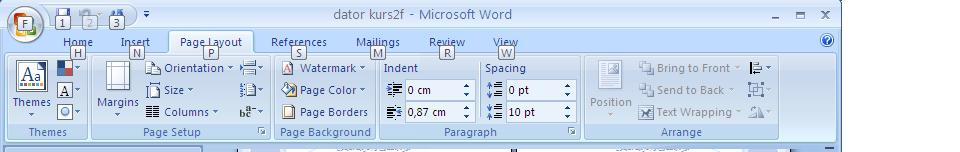 dator kurs2f - Microsoft Word
F 1 2 3
Home Insert Page Layout References Mailings Review View
H N P S M R W
Themes
Aa
A
Themes
Margins
Orientation
Size
Columns
Page Setup
Watermark
Page Color
Page Borders
Page Background
Indent Spacing
0 cm 0 pt
0,87 cm 10 pt
Paragraph
Position
Bring to Front
Send to Back
Text Wrapping
Arrange